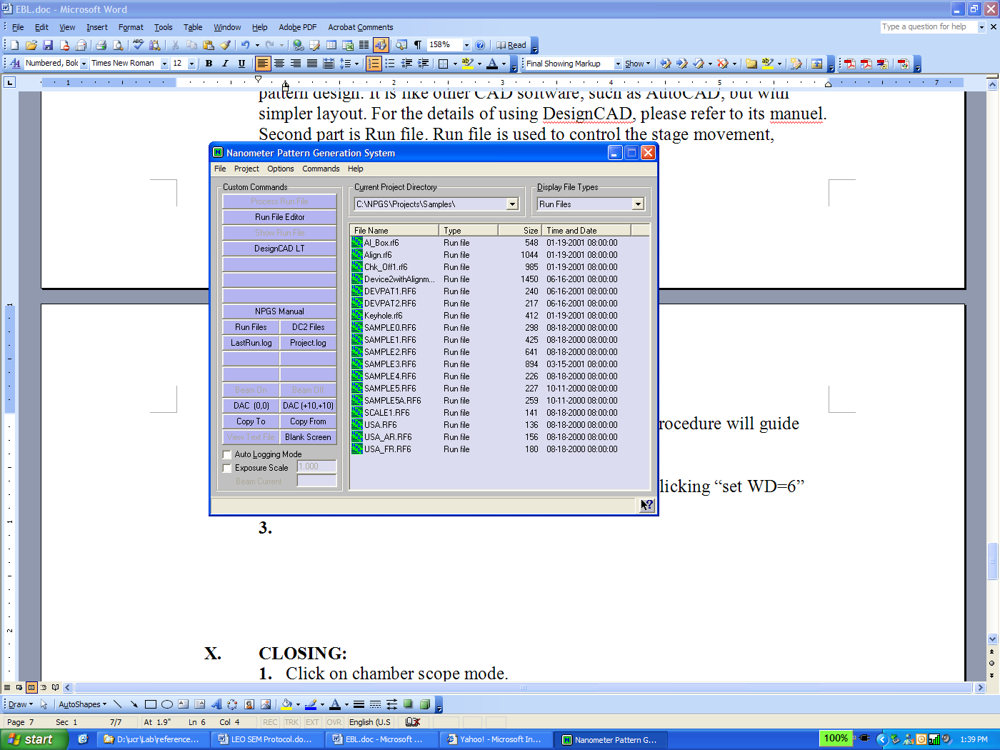 EBL.doc - Microsoft Word
File Edit View Insert Format Tools Table Window Help Adobe PDF Acrobat Comments
Type a question for help
158% Read
Numbered, Bold Times New Roman 12 B I U Final Showing Markup Show
1 1 2 3 4 5 7
pattern design. It is like other CAD software, such as AutoCAD, but with
simpler layout. For the details of using DesignCAD, please refer to its manuel.
Second part is Run file. Run file is used to control the stage movement,
Nanometer Pattern Generation System
File Project Options Commands Help
Custom Commands
Process Run File
Run File Editor
Show Run File
DesignCAD LT
NPGS Manual
Run Files DC2 Files
LastRun.log Project.log
Beam On Beam Off
DAC (0,0) DAC (+10,+10)
Copy To Copy From
View Text File Blank Screen
Auto Logging Mode
Exposure Scale 1.000
Beam Current
Current Project Directory
C:\NPGS\Projects\Samples\
Display File Types
Run Files
File Name Type Size Time and Date
Al_Box.rf6 Run file 548 01-19-2001 08:00:00
Align.rf6 Run file 1044 01-19-2001 08:00:00
Chk_Off1.rf6 Run file 985 01-19-2001 08:00:00
Device2withAlignm... Run file 1450 06-16-2001 08:00:00
DEVPAT1.RF6 Run file 240 06-16-2001 08:00:00
DEVPAT2.RF6 Run file 217 06-16-2001 08:00:00
Keyhole.rf6 Run file 412 01-19-2001 08:00:00
SAMPLE0.RF6 Run file 298 08-18-2000 08:00:00
SAMPLE1.RF6 Run file 425 08-18-2000 08:00:00
SAMPLE2.RF6 Run file 641 08-18-2000 08:00:00
SAMPLE3.RF6 Run file 894 03-15-2001 08:00:00
SAMPLE4.RF6 Run file 226 08-18-2000 08:00:00
SAMPLE5.RF6 Run file 227 10-11-2000 08:00:00
SAMPLE5A.RF6 Run file 259 10-11-2000 08:00:00
SCALE1.RF6 Run file 141 08-18-2000 08:00:00
USA.RF6 Run file 136 08-18-2000 08:00:00
USA_AR.RF6 Run file 156 08-18-2000 08:00:00
USA_FR.RF6 Run file 180 08-18-2000 08:00:00
rocedure will guide
licking “set WD=6”
3.
X. CLOSING:
1. Click on chamber scope mode.
Draw AutoShapes
Page 7 Sec 1 7/7 At 1.9" Ln 6 Col 4 REC TRK EXT OVR English (U.S
start D:\ucr\Lab\reference... LEO SEM Protocol.do... EBL.doc - Microsoft ... Yahoo! - Microsoft In... Nanometer Pattern G... 100% 1:39 PM